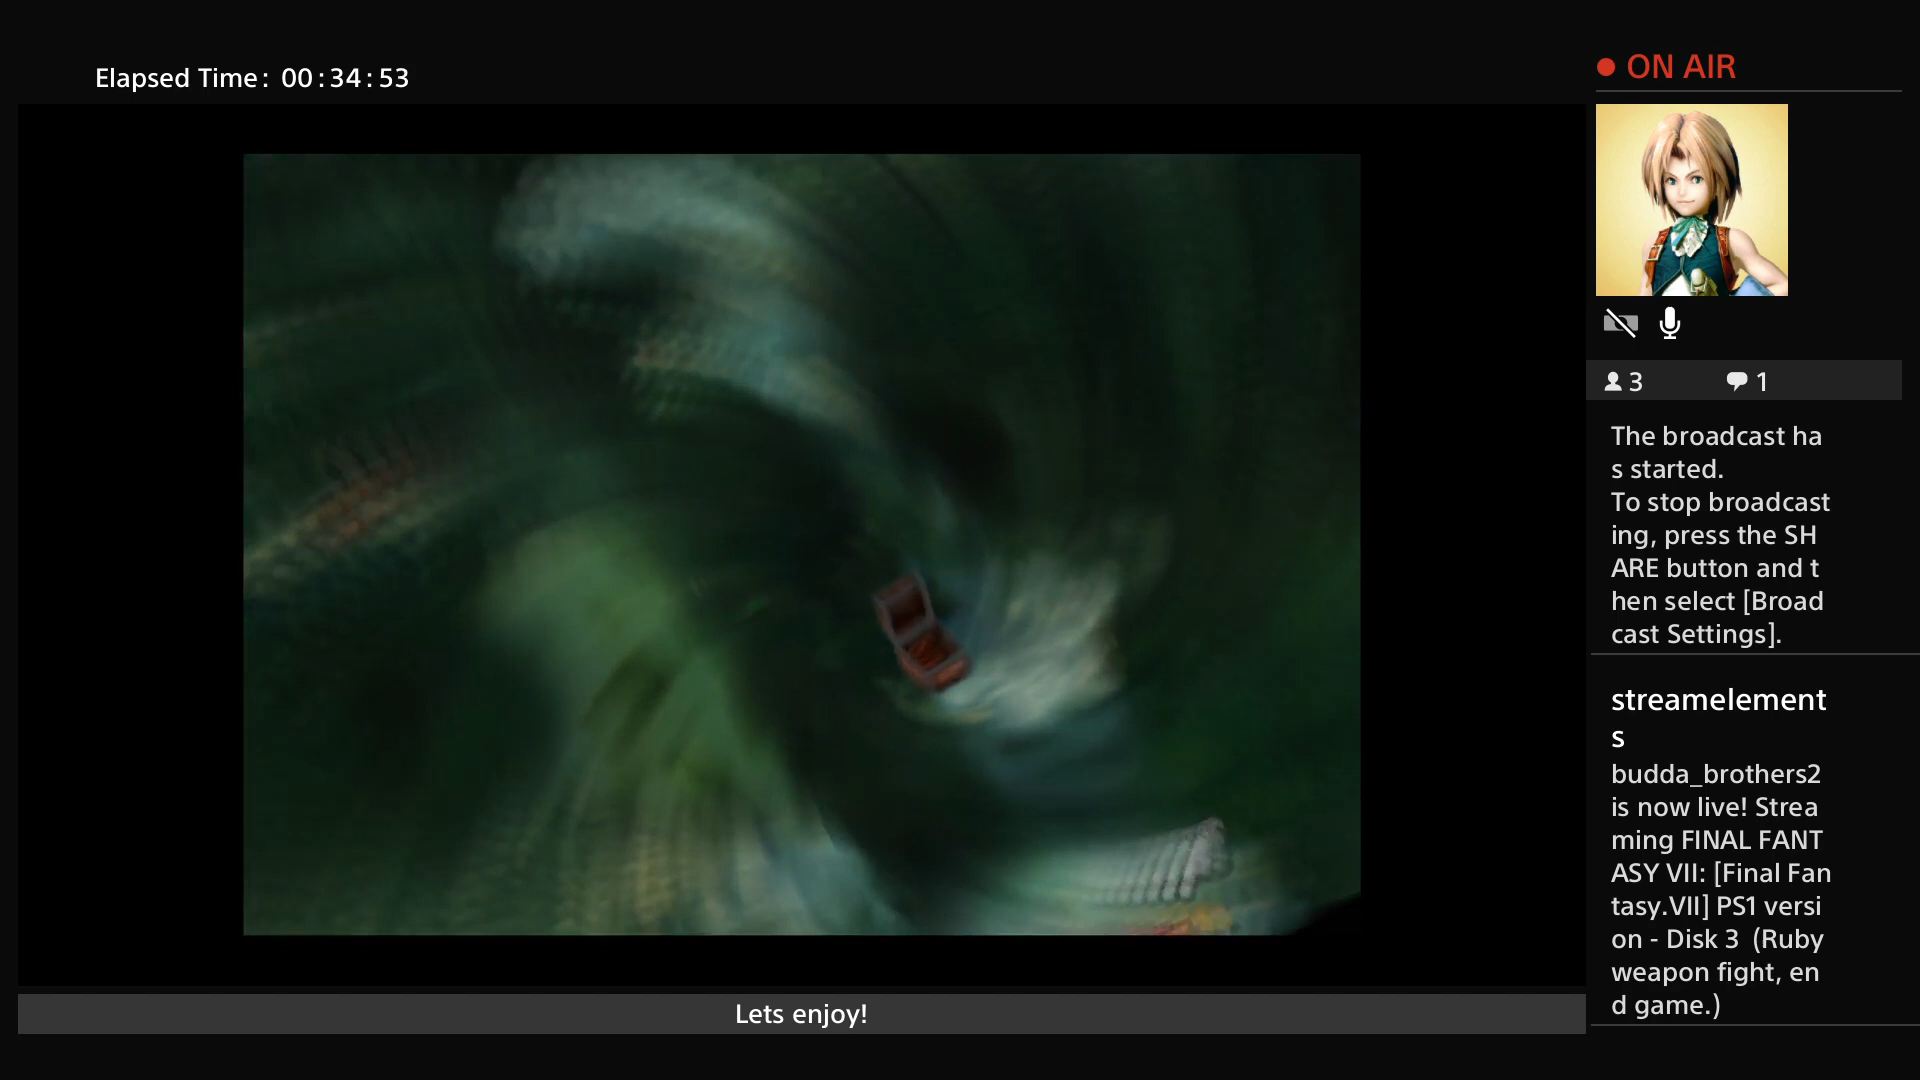 Elapsed Time: 00:34:53
ON AIR
3 1
The broadcast ha
s started.
To stop broadcast
ing, press the SH
ARE button and t
hen select [Broad
cast Settings].
streamelement
s
budda_brothers2
is now live! Strea
ming FINAL FANT
ASY VII: [Final Fan
tasy.VII] PS1 versi
on - Disk 3 (Ruby
weapon fight, en
d game.)
Lets enjoy!